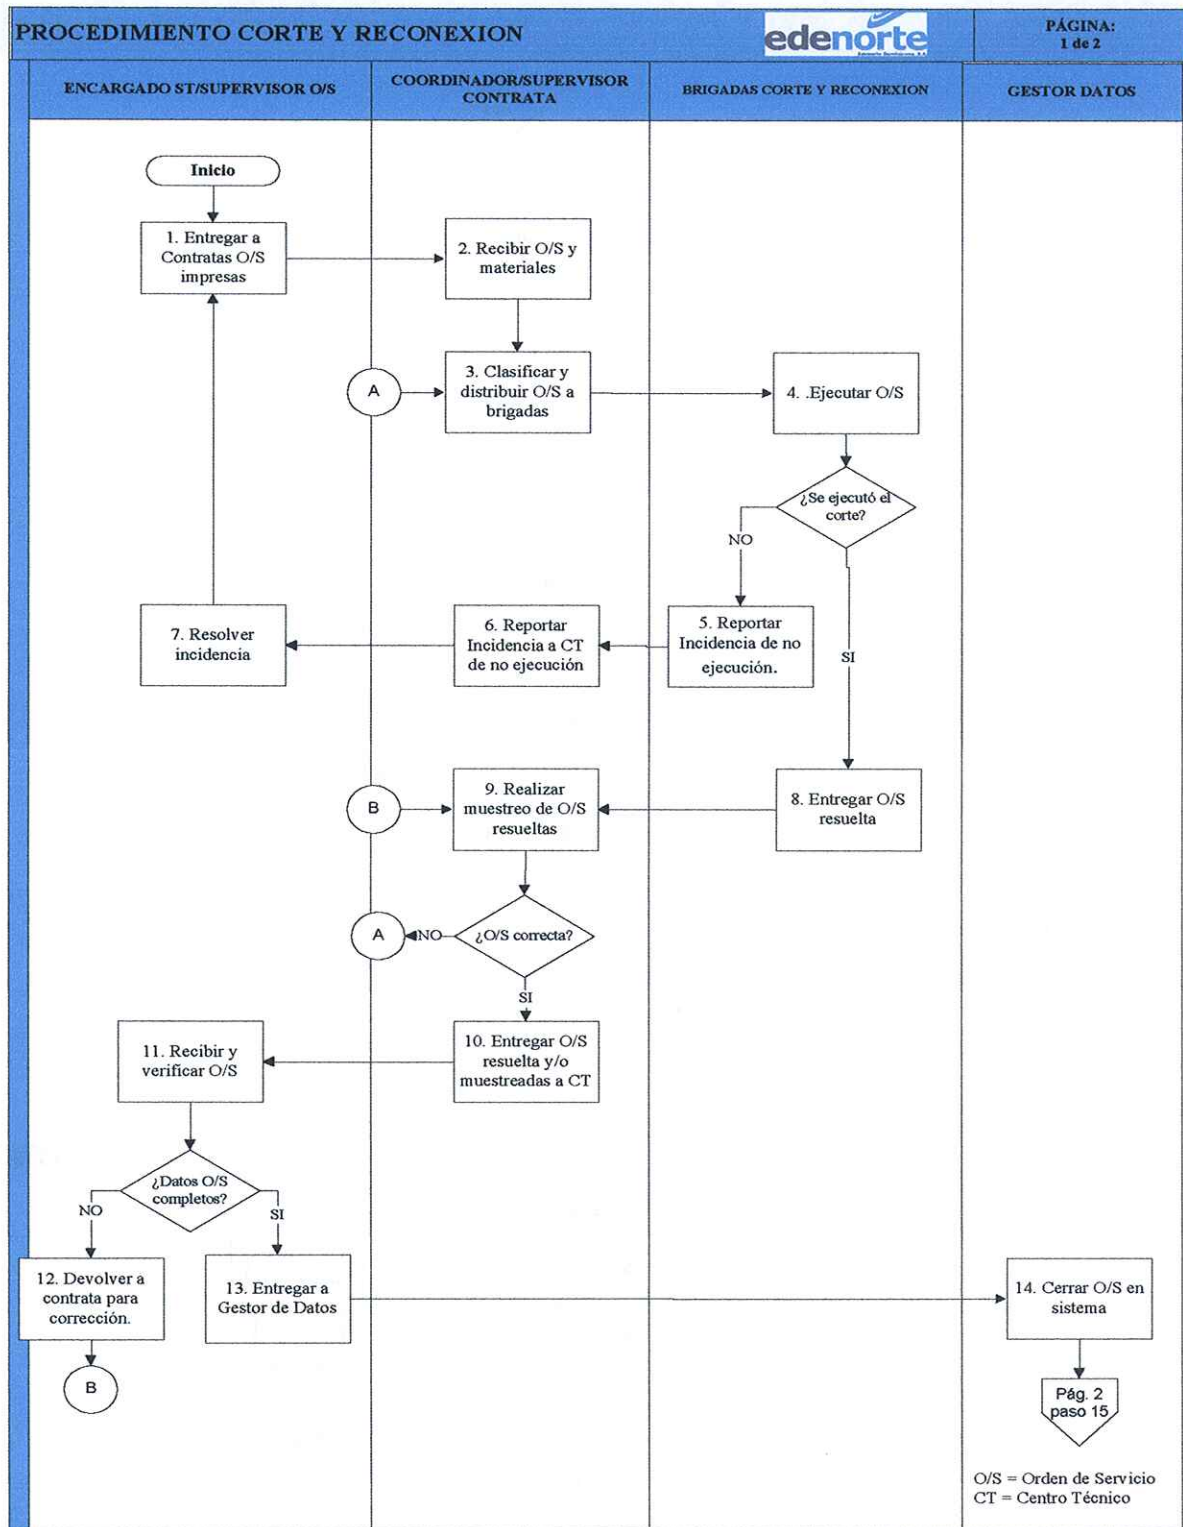 PROCEDIMIENTO CORTE Y RECONEXION
edenorte
PÁGINA:
1 de 2
ENCARGADO ST/SUPERVISOR O/S
COORDINADOR/SUPERVISOR
CONTRATA
BRIGADAS CORTE Y RECONEXION
GESTOR DATOS
Inicio
1. Entregar a
Contratas O/S
impresas
2. Recibir O/S y
materiales
A
3. Clasificar y
distribuir O/S a
brigadas
4. .Ejecutar O/S
¿Se ejecutó el
corte?
NO
SI
7. Resolver
incidencia
6. Reportar
Incidencia a CT
de no ejecución
5. Reportar
Incidencia de no
ejecución.
B
9. Realizar
muestreo de O/S
resueltas
8. Entregar O/S
resuelta
A
NO
¿O/S correcta?
SI
11. Recibir y
verificar O/S
10. Entregar O/S
resuelta y/o
muestreadas a CT
¿Datos O/S
completos?
NO
SI
12. Devolver a
contrata para
corrección.
13. Entregar a
Gestor de Datos
14. Cerrar O/S en
sistema
B
Pág. 2
paso 15
O/S = Orden de Servicio
CT = Centro Técnico